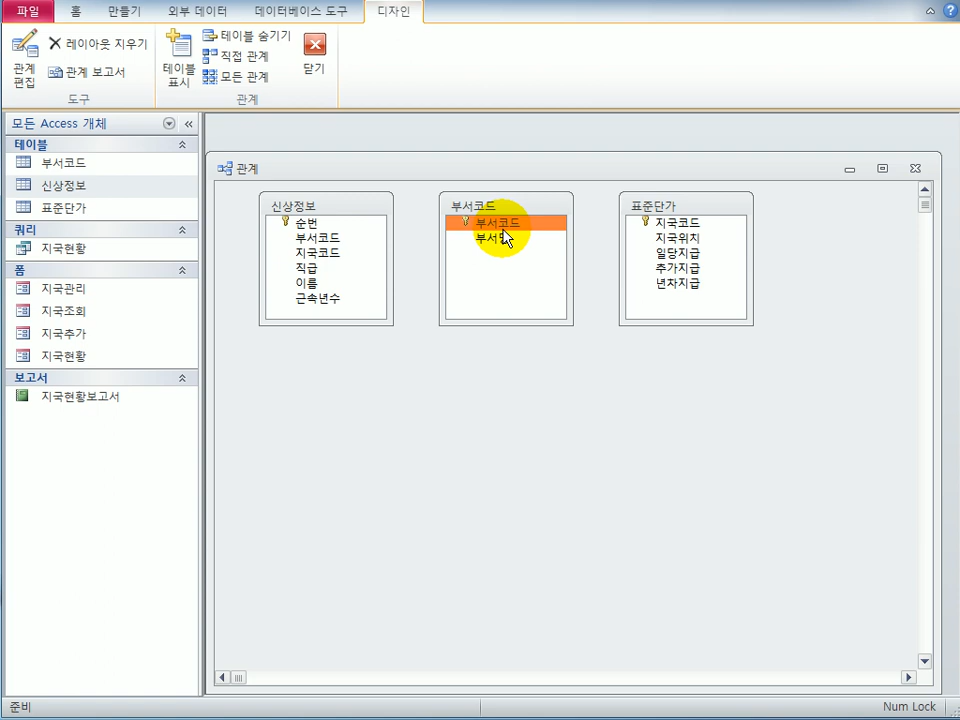 파일 홈 만들기 외부 데이터 데이터베이스 도구 디자인
관계
편집
레이아웃 지우기
관계 보고서
도구
테이블
표시
테이블 숨기기
직접 관계
모든 관계
관계
닫기
모든 Access 개체
테이블
부서코드
신상정보
표준단가
쿼리
지국현황
폼
지국관리
지국조회
지국추가
지국현황
보고서
지국현황보고서
관계
신상정보
순번
부서코드
지국코드
직급
이름
근속년수
부서코드
부서코드
표준단가
지국코드
지국위치
일당지급
추가지급
년차지급
준비
Num Lock